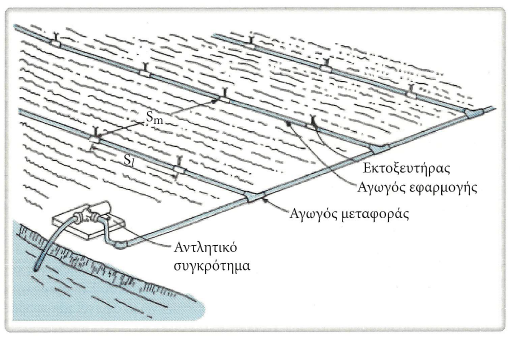 Sm
Sl
Εκτοξευτήρας
Αγωγός εφαρμογής
Αγωγός μεταφοράς
Αντλητικό
συγκρότημα